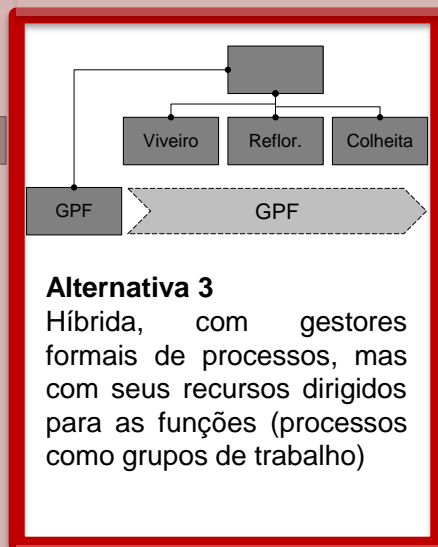 Viveiro Reflor. Colheita
GPF GPF
Alternativa 3
Híbrida, com gestores
formais de processos, mas
com seus recursos dirigidos
para as funções (processos
como grupos de trabalho)